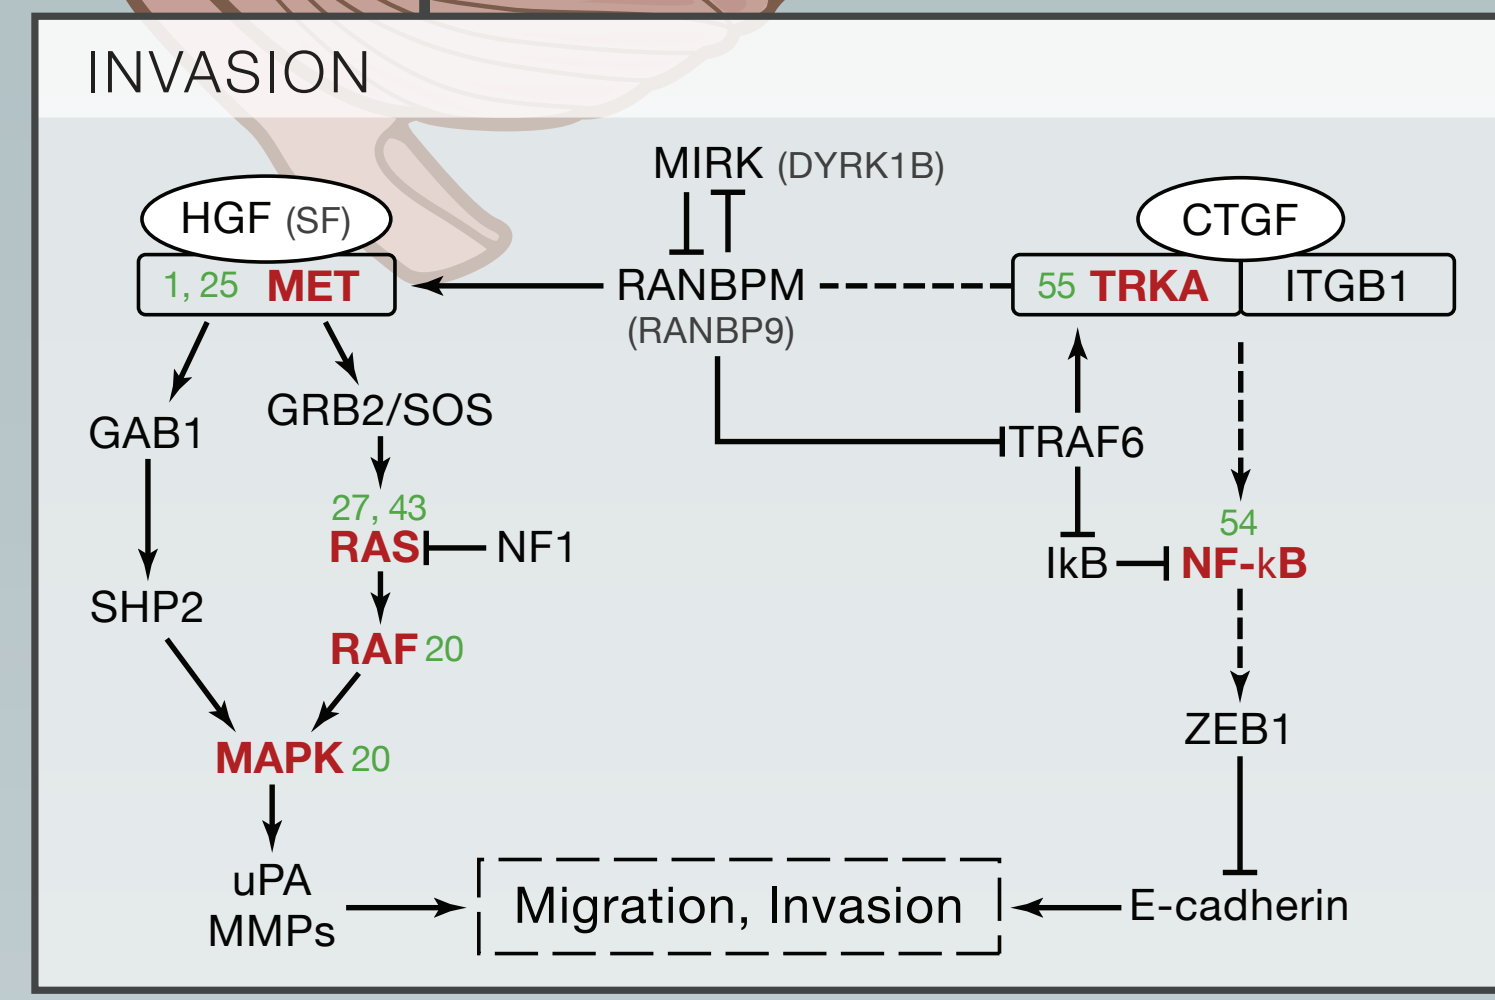 INVASION
MIRK (DYRK1B)
HGF (SF)
CTGF
1, 25 MET
RANBPM
(RANBP9)
55 TRKA
ITGB1
GAB1
GRB2/SOS
TRAF6
27, 43
RAS
NF1
54
IkB
NF-kB
SHP2
RAF 20
MAPK 20
ZEB1
uPA
MMPs
Migration, Invasion
E-cadherin